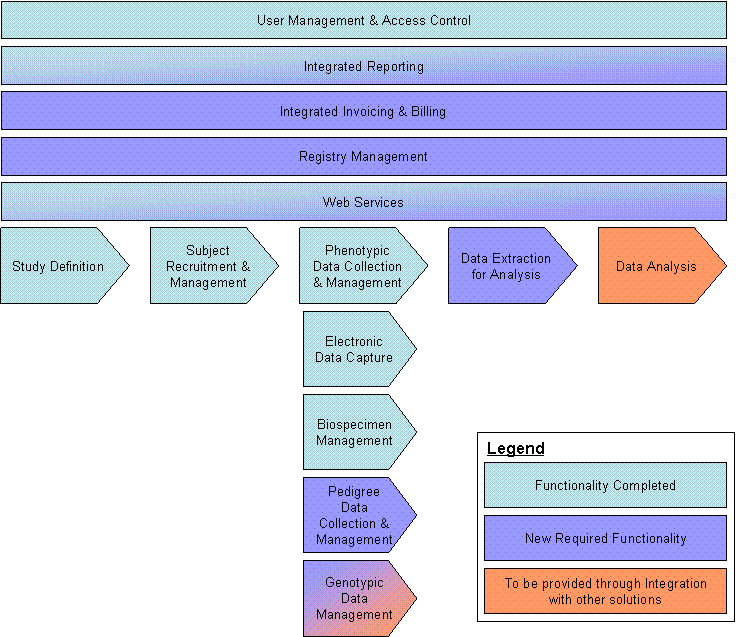 User Management & Access Control
Integrated Reporting
Integrated Invoicing & Billing
Registry Management
Web Services
Study Definition
Subject
Recruitment &
Management
Phenotypic
Data Collection
& Management
Data Extraction
for Analysis
Data Analysis
Electronic
Data Capture
Biospecimen
Management
Pedigree
Data
Collection &
Management
Genotypic
Data
Management
Legend
Functionality Completed
New Required Functionality
To be provided through Integration
with other solutions